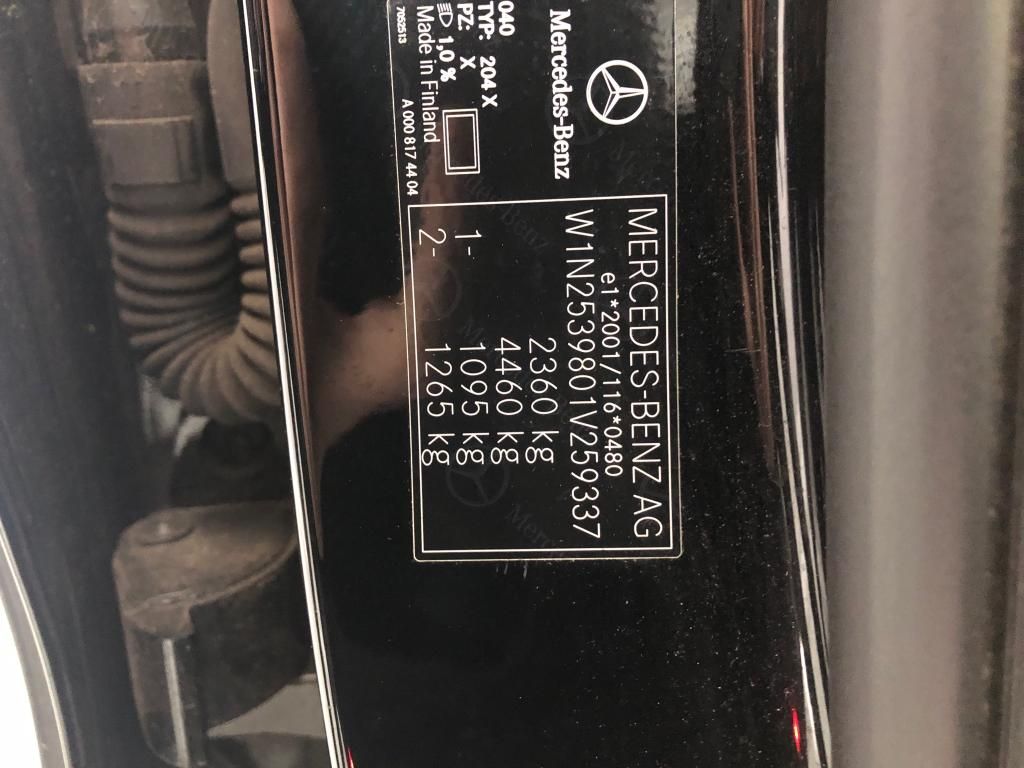 Mercedes-Benz
040
TYP: 204 X
PZ: X
1,0 %
Made in Finland
7052513
A 000 817 44 04
MERCEDES-BENZ AG
e1*2001/116*0480
W1N2539801V259337
2360 kg
4460 kg
1- 1095 kg
2- 1265 kg